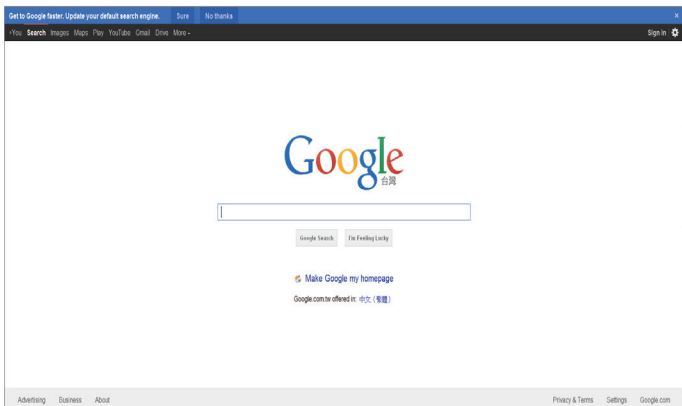 Get to Google faster. Update your default search engine. Sure No thanks x
+You Search Images Maps Play YouTube Gmail Drive More
Sign in
Google
台灣
Google Search I'm Feeling Lucky
Make Google my homepage
Google.com.tw offered in: 中文 (繁體)
Advertising Business About Privacy & Terms Settings Google.com